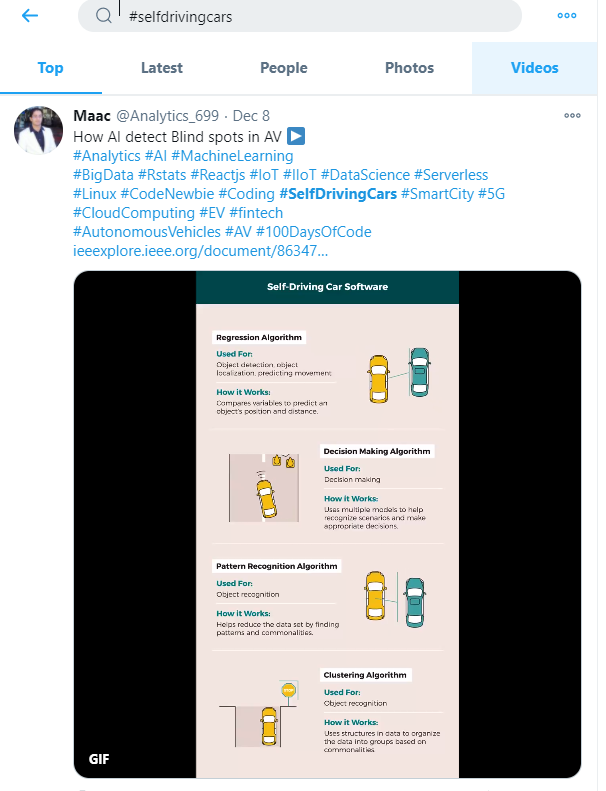 #selfdrivingcars
Top Latest People Photos Videos
Maac @Analytics_699 · Dec 8
How AI detect Blind spots in AV ▶
#Analytics #AI #MachineLearning
#BigData #Rstats #Reactjs #IoT #IIoT #DataScience #Serverless
#Linux #CodeNewbie #Coding #SelfDrivingCars #SmartCity #5G
#CloudComputing #EV #fintech
#AutonomousVehicles #AV #100DaysOfCode
ieeexplore.ieee.org/document/86347...
Self-Driving Car Software
Regression Algorithm
Used For:
Object detection, object
localization, predicting movement
How it Works:
Compares variables to predict an
object's position and distance.
Decision Making Algorithm
Used For:
Decision making
How it Works:
Uses multiple models to help
recognize scenarios and make
appropriate decisions.
Pattern Recognition Algorithm
Used For:
Object recognition
How it Works:
Helps reduce the data set by finding
patterns and commonalities.
Clustering Algorithm
STOP
Used For:
Object recognition
How it Works:
Uses structures in data to organize
the data into groups based on
commonalities.
GIF